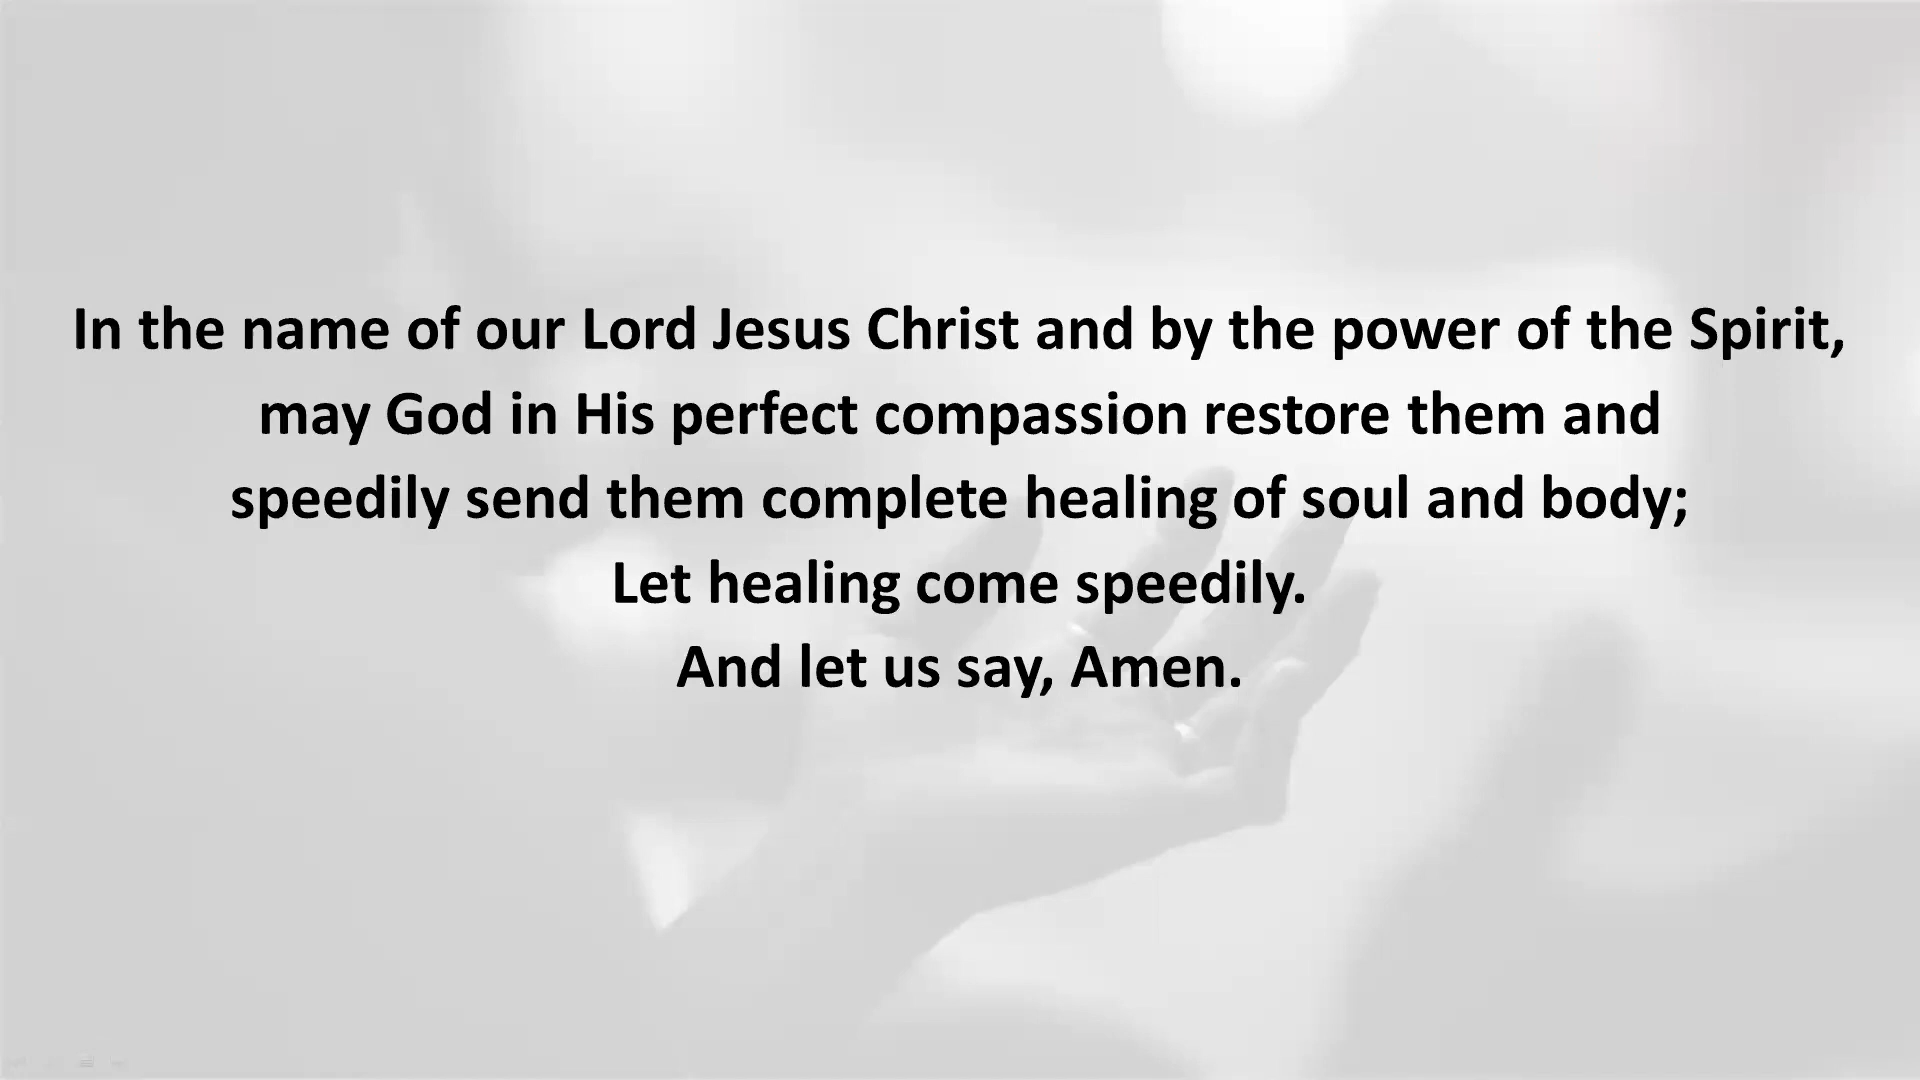 In the name of our Lord Jesus Christ and by the power of the Spirit,
may God in His perfect compassion restore them and
speedily send them complete healing of soul and body;
Let healing come speedily.
And let us say, Amen.